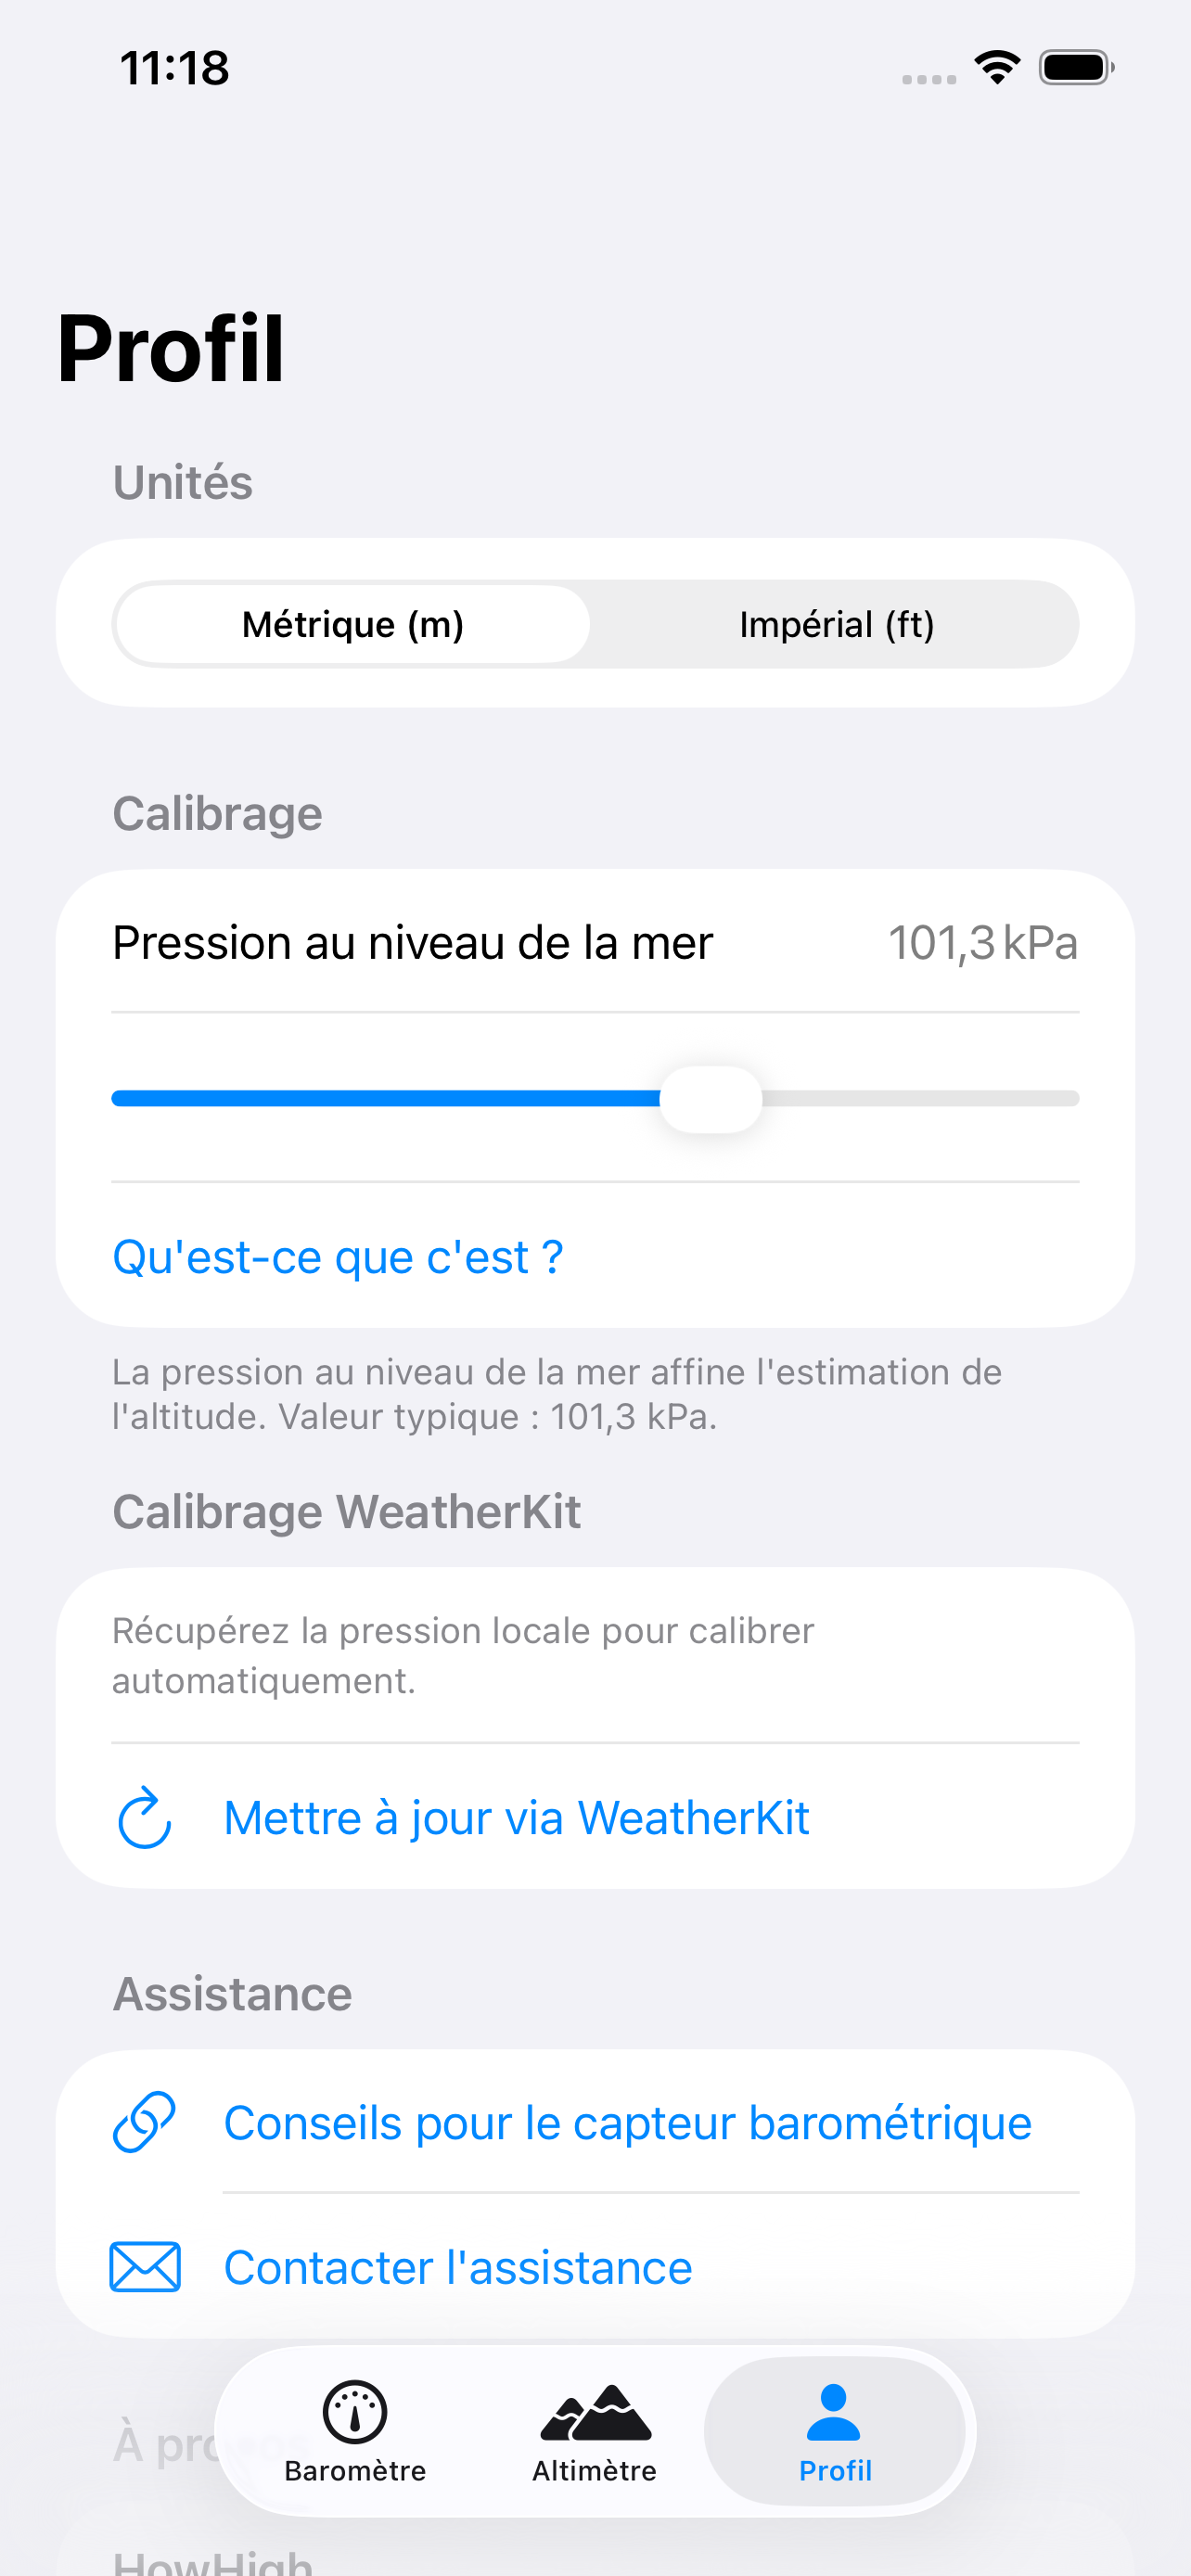 11:18
Profil
Unités
Métrique (m)
Impérial (ft)
Calibrage
Pression au niveau de la mer
101,3 kPa
Qu'est-ce que c'est ?
La pression au niveau de la mer affine l'estimation de
l'altitude. Valeur typique : 101,3 kPa.
Calibrage WeatherKit
Récupérez la pression locale pour calibrer
automatiquement.
Mettre à jour via WeatherKit
Assistance
Conseils pour le capteur barométrique
Contacter l'assistance
À propos
Baromètre
Altimètre
Profil
HowHigh